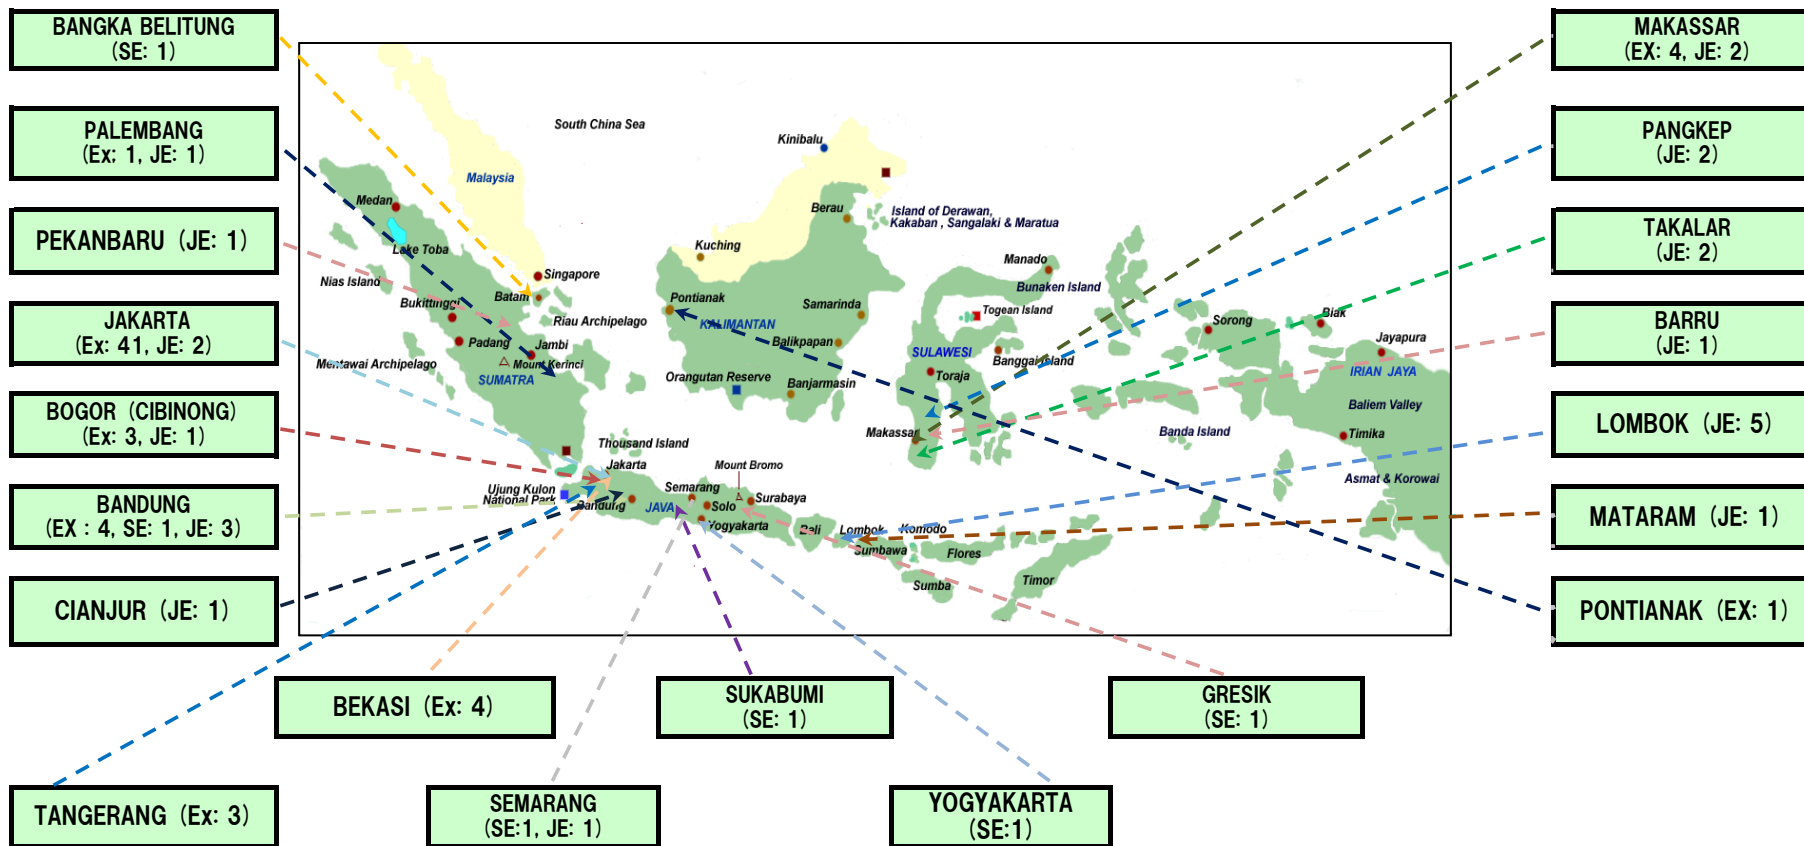 BANGKA BELITUNG
(SE: 1)
PALEMBANG
(Ex: 1, JE: 1)
PEKANBARU (JE: 1)
JAKARTA
(Ex: 41, JE: 2)
BOGOR (CIBINONG)
(Ex: 3, JE: 1)
BANDUNG
(EX : 4, SE: 1, JE: 3)
CIANJUR (JE: 1)
TANGERANG (Ex: 3)
BEKASI (Ex: 4)
SEMARANG
(SE:1, JE: 1)
SUKABUMI
(SE: 1)
YOGYAKARTA
(SE:1)
GRESIK
(SE: 1)
MAKASSAR
(EX: 4, JE: 2)
PANGKEP
(JE: 2)
TAKALAR
(JE: 2)
BARRU
(JE: 1)
LOMBOK (JE: 5)
MATARAM (JE: 1)
PONTIANAK (EX: 1)
South China Sea
Malaysia
Kinibalu
Medan
Lake Toba
Nias Island
Singapore
Batam
Bukittinggi
Riau Archipelago
Padang
Jambi
Mount Kerinci
Mentawai Archipelago
SUMATRA
Kuching
Berau
Island of Derawan,
Kakaban , Sangalaki & Maratua
Pontianak
KALIMANTAN
Samarinda
Balikpapan
Orangutan Reserve
Banjarmasin
Manado
Bunaken Island
Togean Island
SULAWESI
Banggai Island
Toraja
Makassar
Sorong
Biak
Jayapura
IRIAN JAYA
Baliem Valley
Banda Island
Timika
Asmat & Korowai
Thousand Island
Jakarta
Ujung Kulon
National Park
Bandung
JAVA
Semarang
Mount Bromo
Solo
Surabaya
Yogyakarta
Bali
Lombok
Komodo
Sumbawa
Flores
Sumba
Timor